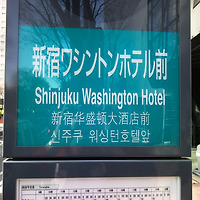 新宿ワシントンホテル前
Shinjuku Washington Hotel
新宿华盛顿大酒店前
신주쿠 워싱턴호텔앞